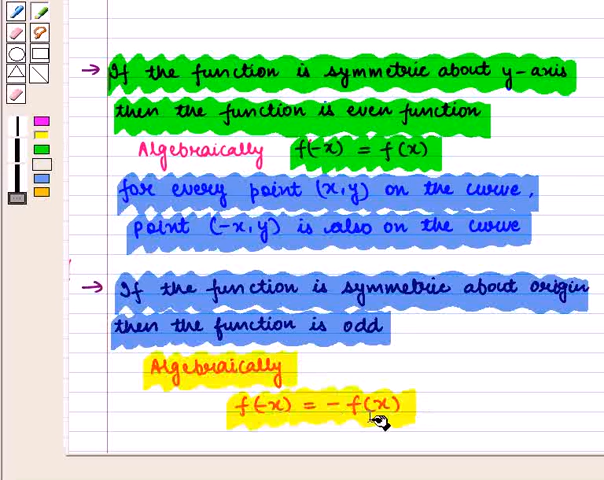 → If the function is symmetric about y-axis
then the function is even function
Algebraically f(-x) = f(x)
for every point (x,y) on the curve,
point (-x,y) is also on the curve
→ If the function is symmetric about origin
then the function is odd
Algebraically
f(-x) = - f(x)